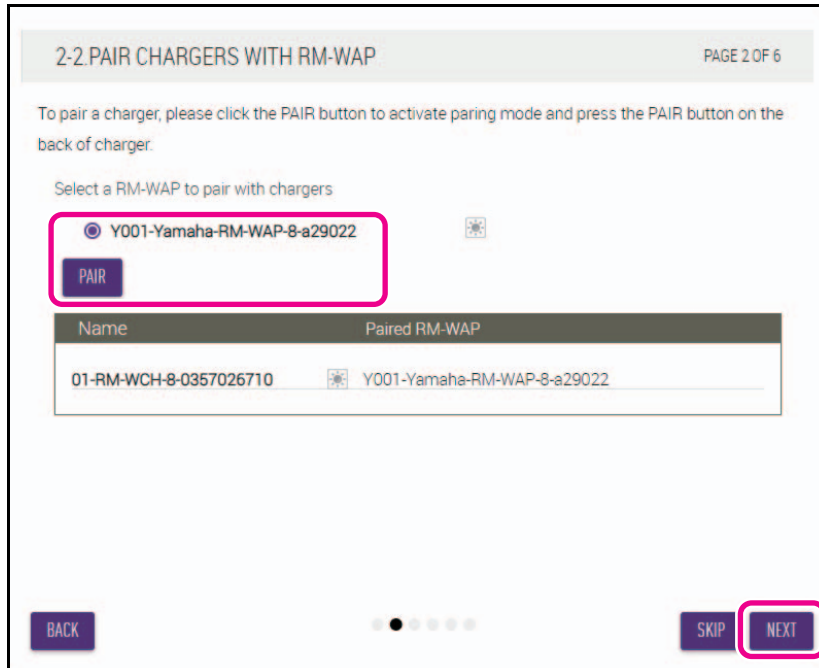 2-2.PAIR CHARGERS WITH RM-WAP PAGE 2 OF 6
To pair a charger, please click the PAIR button to activate paring mode and press the PAIR button on the
back of charger.
Select a RM-WAP to pair with chargers
Y001-Yamaha-RM-WAP-8-a29022
PAIR
Name Paired RM-WAP
01-RM-WCH-8-0357026710 Y001-Yamaha-RM-WAP-8-a29022
BACK SKIP NEXT